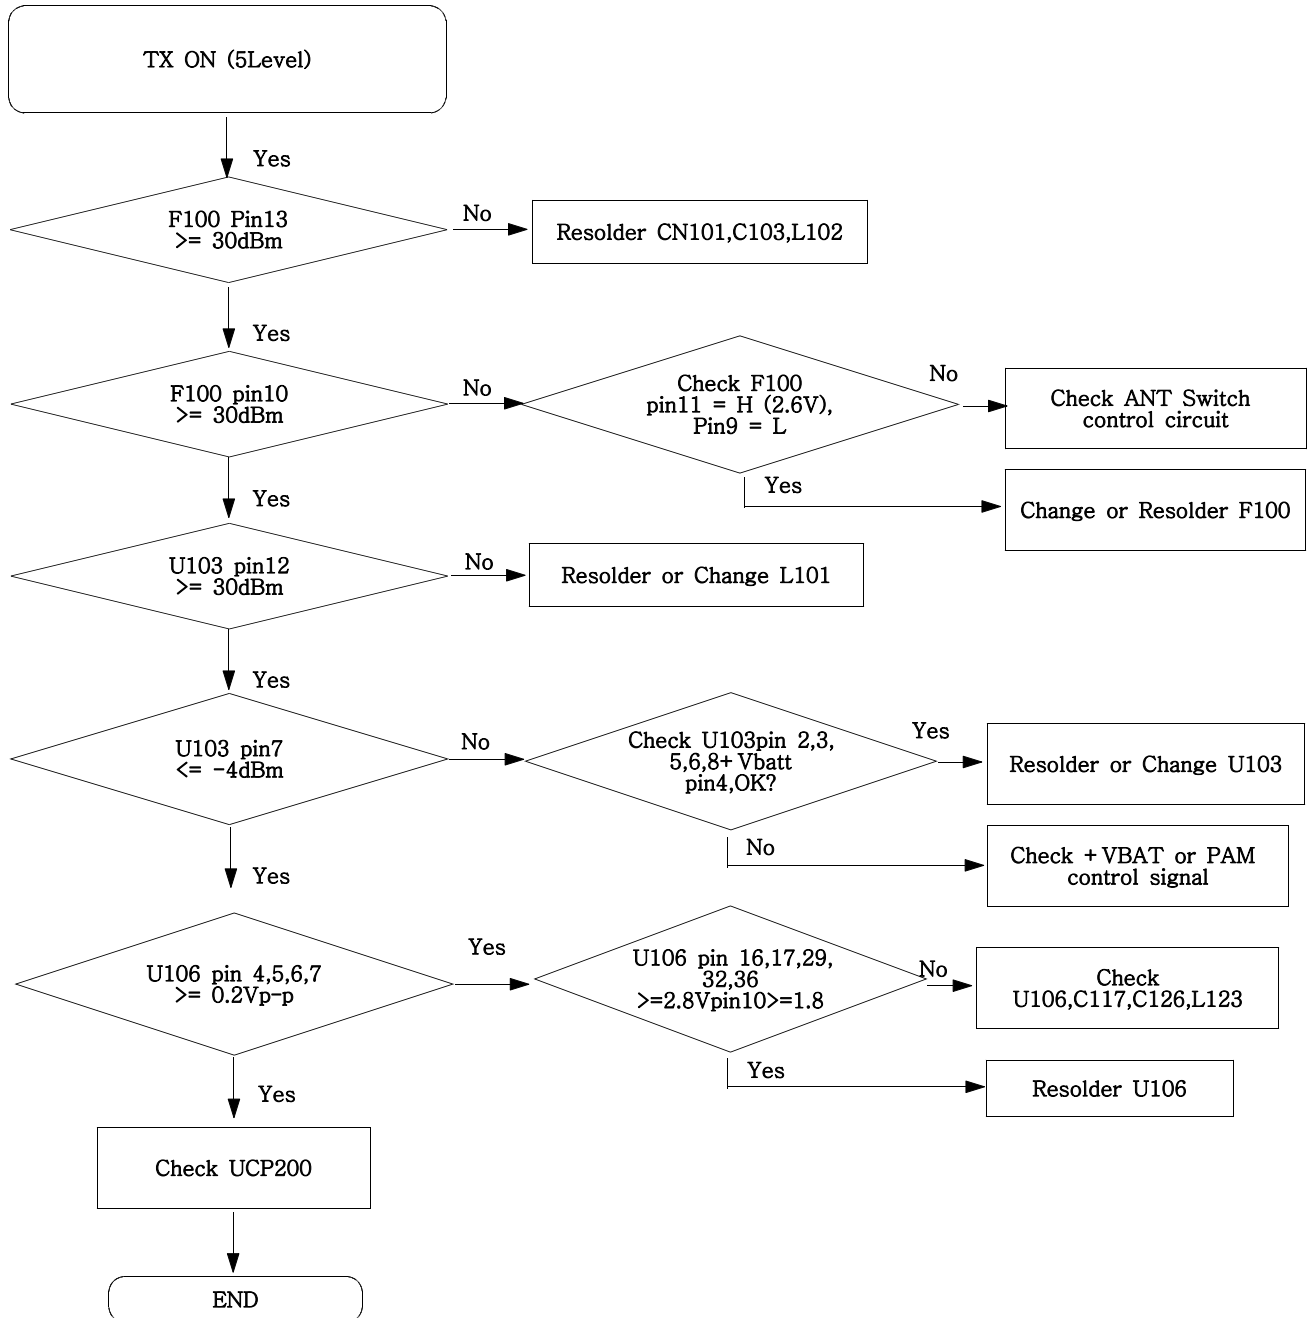 TX ON (5Level)
Yes
F100 Pin13
>= 30dBm
No
Resolder CN101,C103,L102
Yes
F100 pin10
>= 30dBm
No
Check F100
pin11 = H (2.6V),
Pin9 = L
No
Check ANT Switch
control circuit
Yes
Change or Resolder F100
Yes
U103 pin12
>= 30dBm
No
Resolder or Change L101
Yes
U103 pin7
<= -4dBm
No
Check U103pin 2,3,
5,6,8+Vbatt
pin4,OK?
Yes
Resolder or Change U103
No
Check +VBAT or PAM
control signal
Yes
U106 pin 4,5,6,7
>= 0.2Vp-p
Yes
U106 pin 16,17,29,
32,36
>=2.8Vpin10>=1.8
No
Check
U106,C117,C126,L123
Yes
Resolder U106
Yes
Check UCP200
END